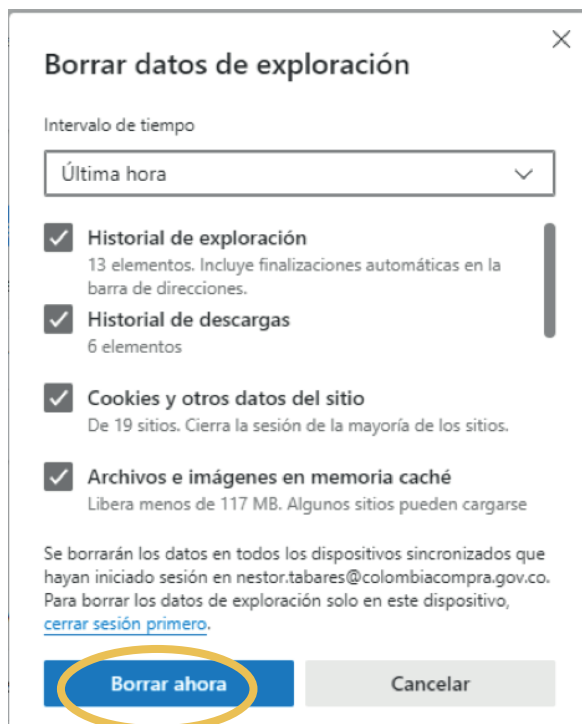 Borrar datos de exploración
Intervalo de tiempo
Última hora
Historial de exploración
13 elementos. Incluye finalizaciones automáticas en la
barra de direcciones.
Historial de descargas
6 elementos
Cookies y otros datos del sitio
De 19 sitios. Cierra la sesión de la mayoría de los sitios.
Archivos e imágenes en memoria caché
Libera menos de 117 MB. Algunos sitios pueden cargarse
Se borrarán los datos en todos los dispositivos sincronizados que
hayan iniciado sesión en nestor.tabares@colombiacompra.gov.co.
Para borrar los datos de exploración solo en este dispositivo,
cerrar sesión primero.
Borrar ahora
Cancelar